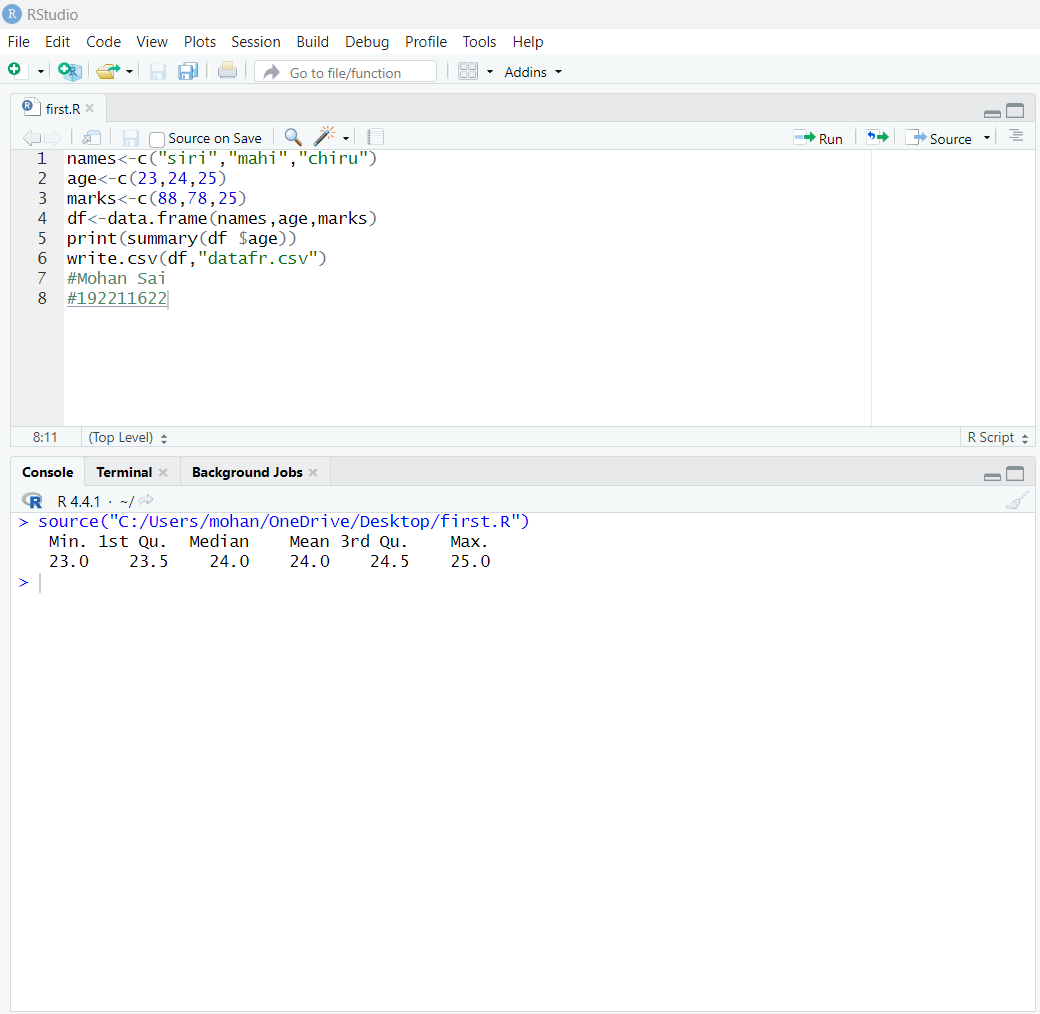 RStudio
File Edit Code View Plots Session Build Debug Profile Tools Help
Go to file/function Addins
first.R
Source on Save Run Source
1 names<-c("siri","mahi","chiru")
2 age<-c(23,24,25)
3 marks<-c(88,78,25)
4 df<-data.frame(names,age,marks)
5 print(summary(df $age))
6 write.csv(df,"datafr.csv")
7 #Mohan Sai
8 #192211622
8:11 (Top Level) R Script
Console Terminal Background Jobs
R 4.4.1 · ~/
> source("C:/Users/mohan/OneDrive/Desktop/first.R")
Min. 1st Qu. Median Mean 3rd Qu. Max.
23.0 23.5 24.0 24.0 24.5 25.0
>